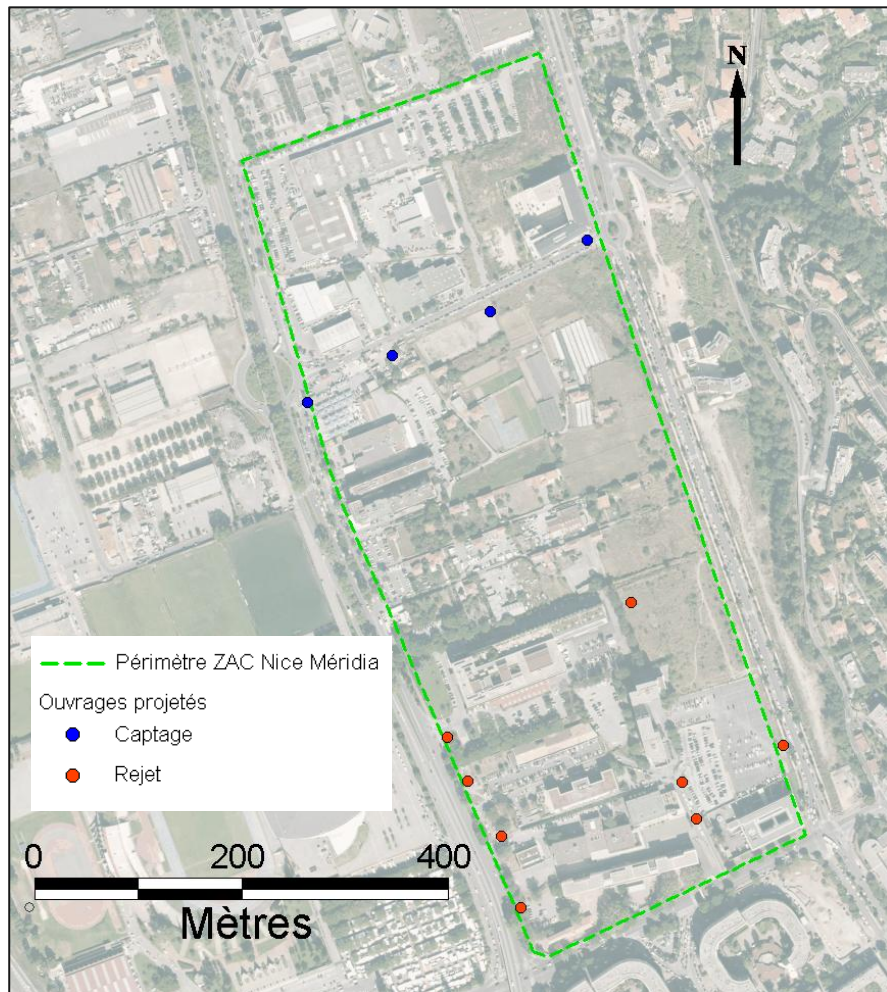 N
Périmètre ZAC Nice Méridia
Ouvrages projetés
Captage
Rejet
0 200 400
Mètres